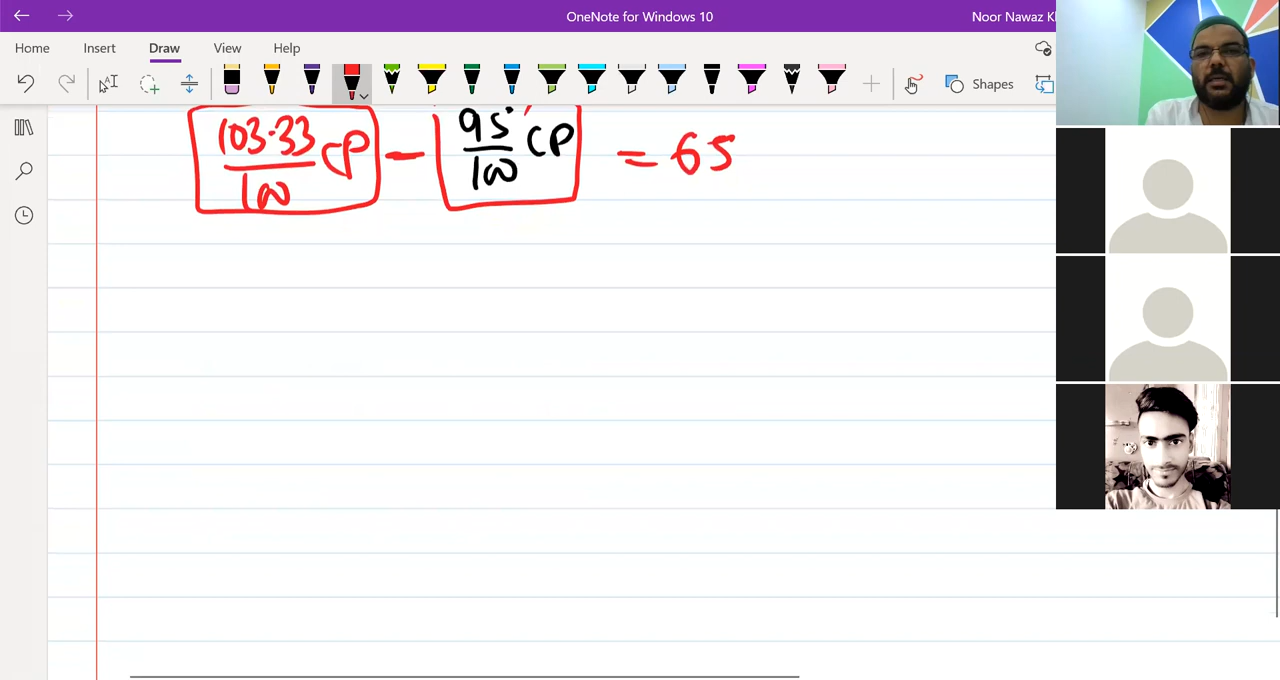 OneNote for Windows 10
Noor Nawaz Kh
Home Insert Draw View Help
Shapes
103.33/100 CP - 95/100 CP = 65